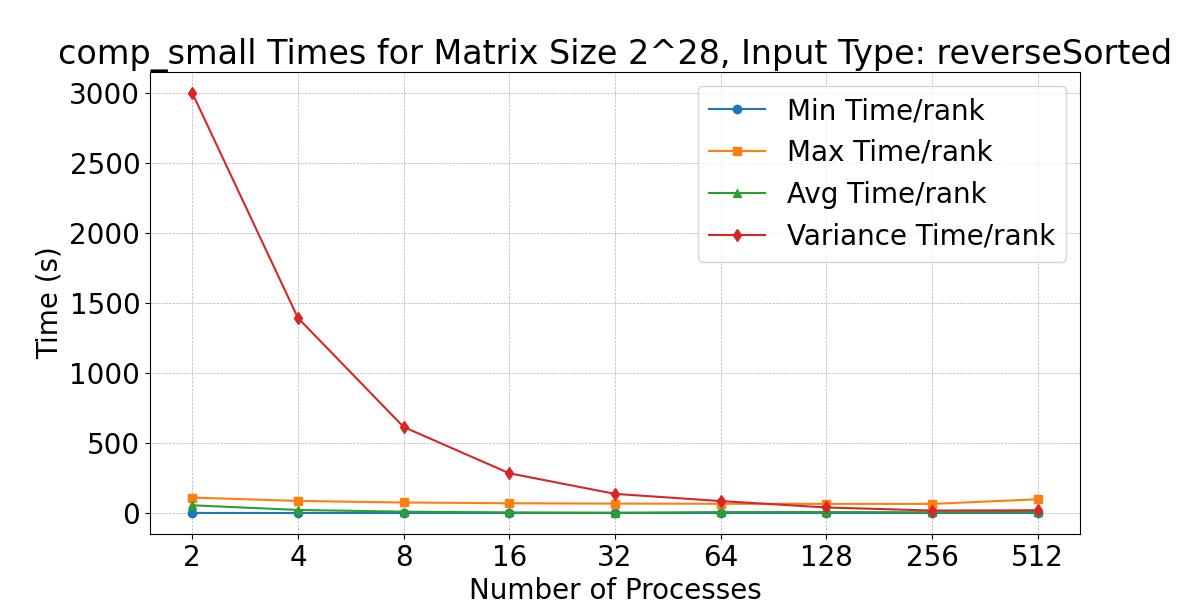 comp_small Times for Matrix Size 2^28, Input Type: reverseSorted
3000
2500
2000
1500
1000
500
0
Time (s)
Min Time/rank
Max Time/rank
Avg Time/rank
Variance Time/rank
2 4 8 16 32 64 128 256 512
Number of Processes